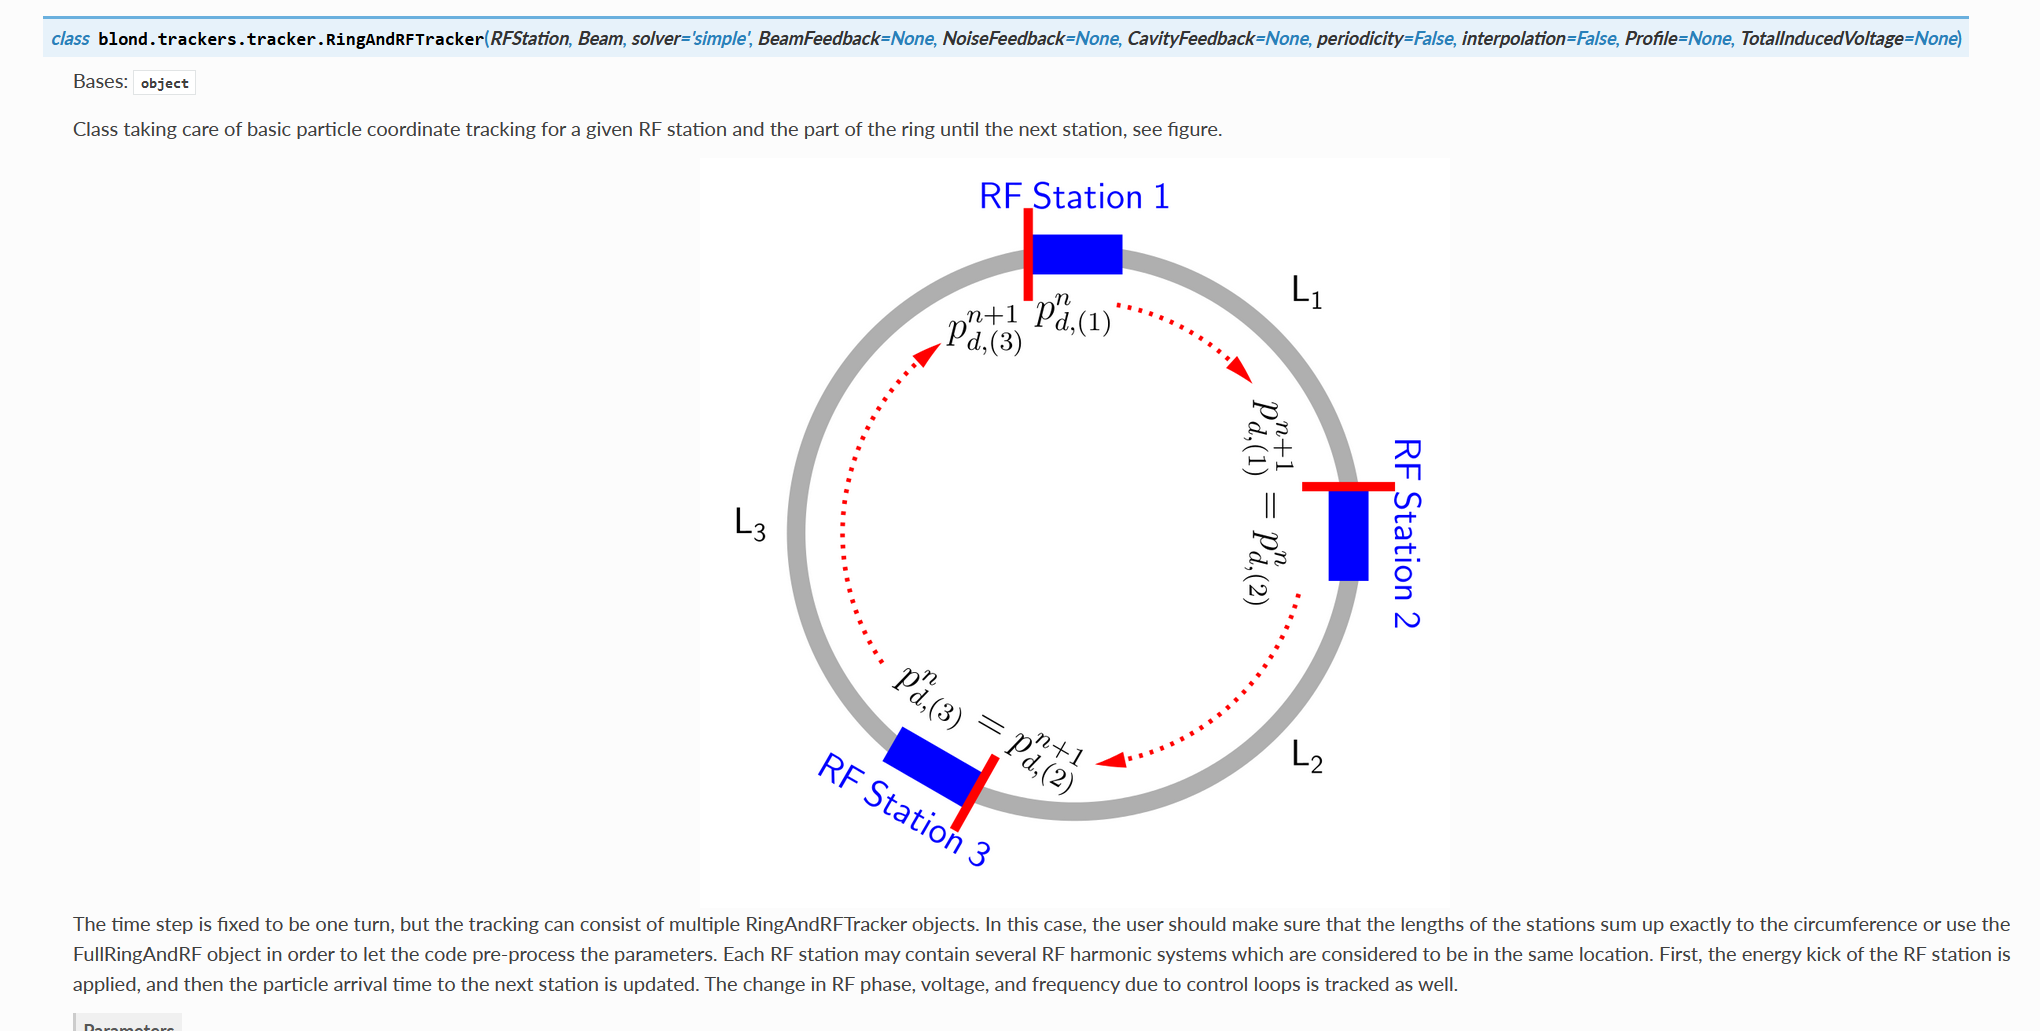 class blond.trackers.tracker.RingAndRFTracker(RFStation, Beam, solver='simple', BeamFeedback=None, NoiseFeedback=None, CavityFeedback=None, periodicity=False, interpolation=False, Profile=None, TotalInducedVoltage=None)
Bases: object
Class taking care of basic particle coordinate tracking for a given RF station and the part of the ring until the next station, see figure.
RF Station 1
L₁
p_{d,(3)}^{n+1} p_{d,(1)}^{n}
p_{d,(1)}^{n+1} = p_{d,(2)}^{n}
RF Station 2
L₃
p_{d,(3)}^{n} = p_{d,(2)}^{n+1}
L₂
RF Station 3
The time step is fixed to be one turn, but the tracking can consist of multiple RingAndRFTracker objects. In this case, the user should make sure that the lengths of the stations sum up exactly to the circumference or use the
FullRingAndRF object in order to let the code pre-process the parameters. Each RF station may contain several RF harmonic systems which are considered to be in the same location. First, the energy kick of the RF station is
applied, and then the particle arrival time to the next station is updated. The change in RF phase, voltage, and frequency due to control loops is tracked as well.
Parameters